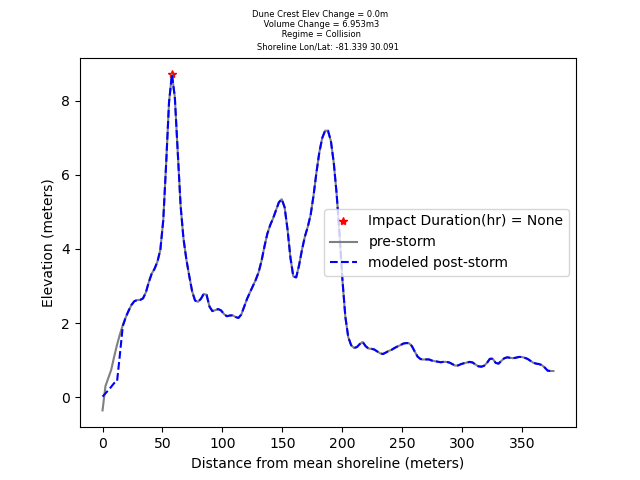 Dune Crest Elev Change = 0.0m
Volume Change = 6.953m3
Regime = Collision
Shoreline Lon/Lat: -81.339 30.091
Elevation (meters)
8
6
4
2
0
Impact Duration(hr) = None
pre-storm
modeled post-storm
0 50 100 150 200 250 300 350
Distance from mean shoreline (meters)